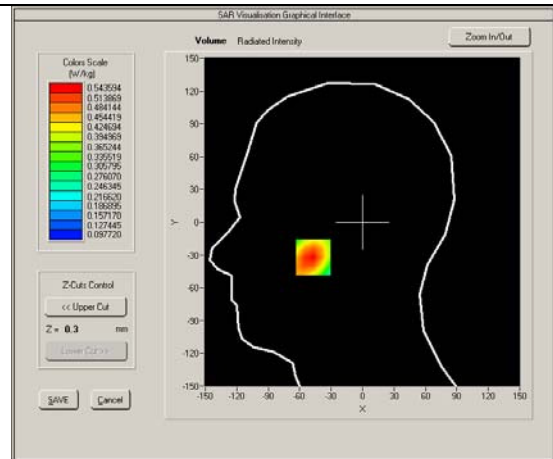 SAR Visualisation Graphical Interface
Volume Radiated Intensity
Zoom In/Out
Colors Scale
(W/kg)
0.543594
0.513869
0.484144
0.454419
0.424694
0.394969
0.365244
0.335519
0.305795
0.276070
0.246345
0.216620
0.186895
0.157170
0.127445
0.097720
Z-Cuts Control
<< Upper Cut
Z = 0.3 mm
Lower Cut >>
SAVE Cancel
150
120
90
60
30
0
-30
-60
-90
-120
-150
Y
-150 -120 -90 -60 -30 0 30 60 90 120 150
X